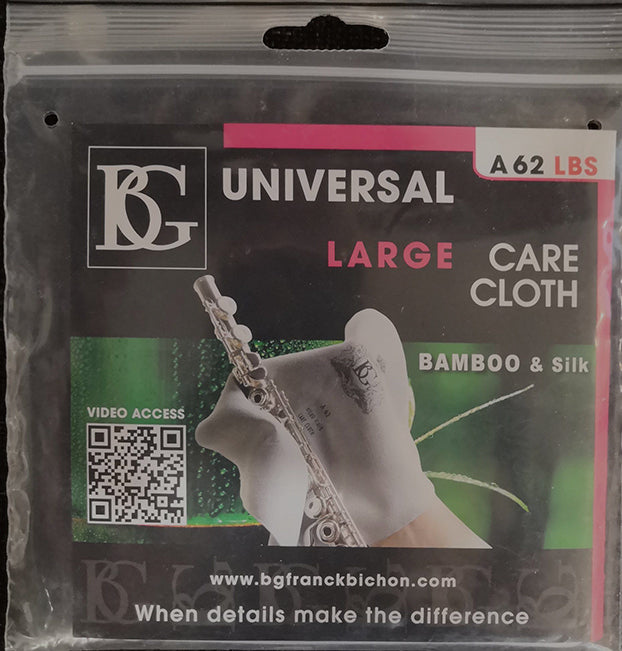 A 62 LBS
BG
UNIVERSAL
LARGE
CARE
CLOTH
BAMBOO & Silk
BG
VIDEO ACCESS
www.bgfranckbichon.com
When details make the difference